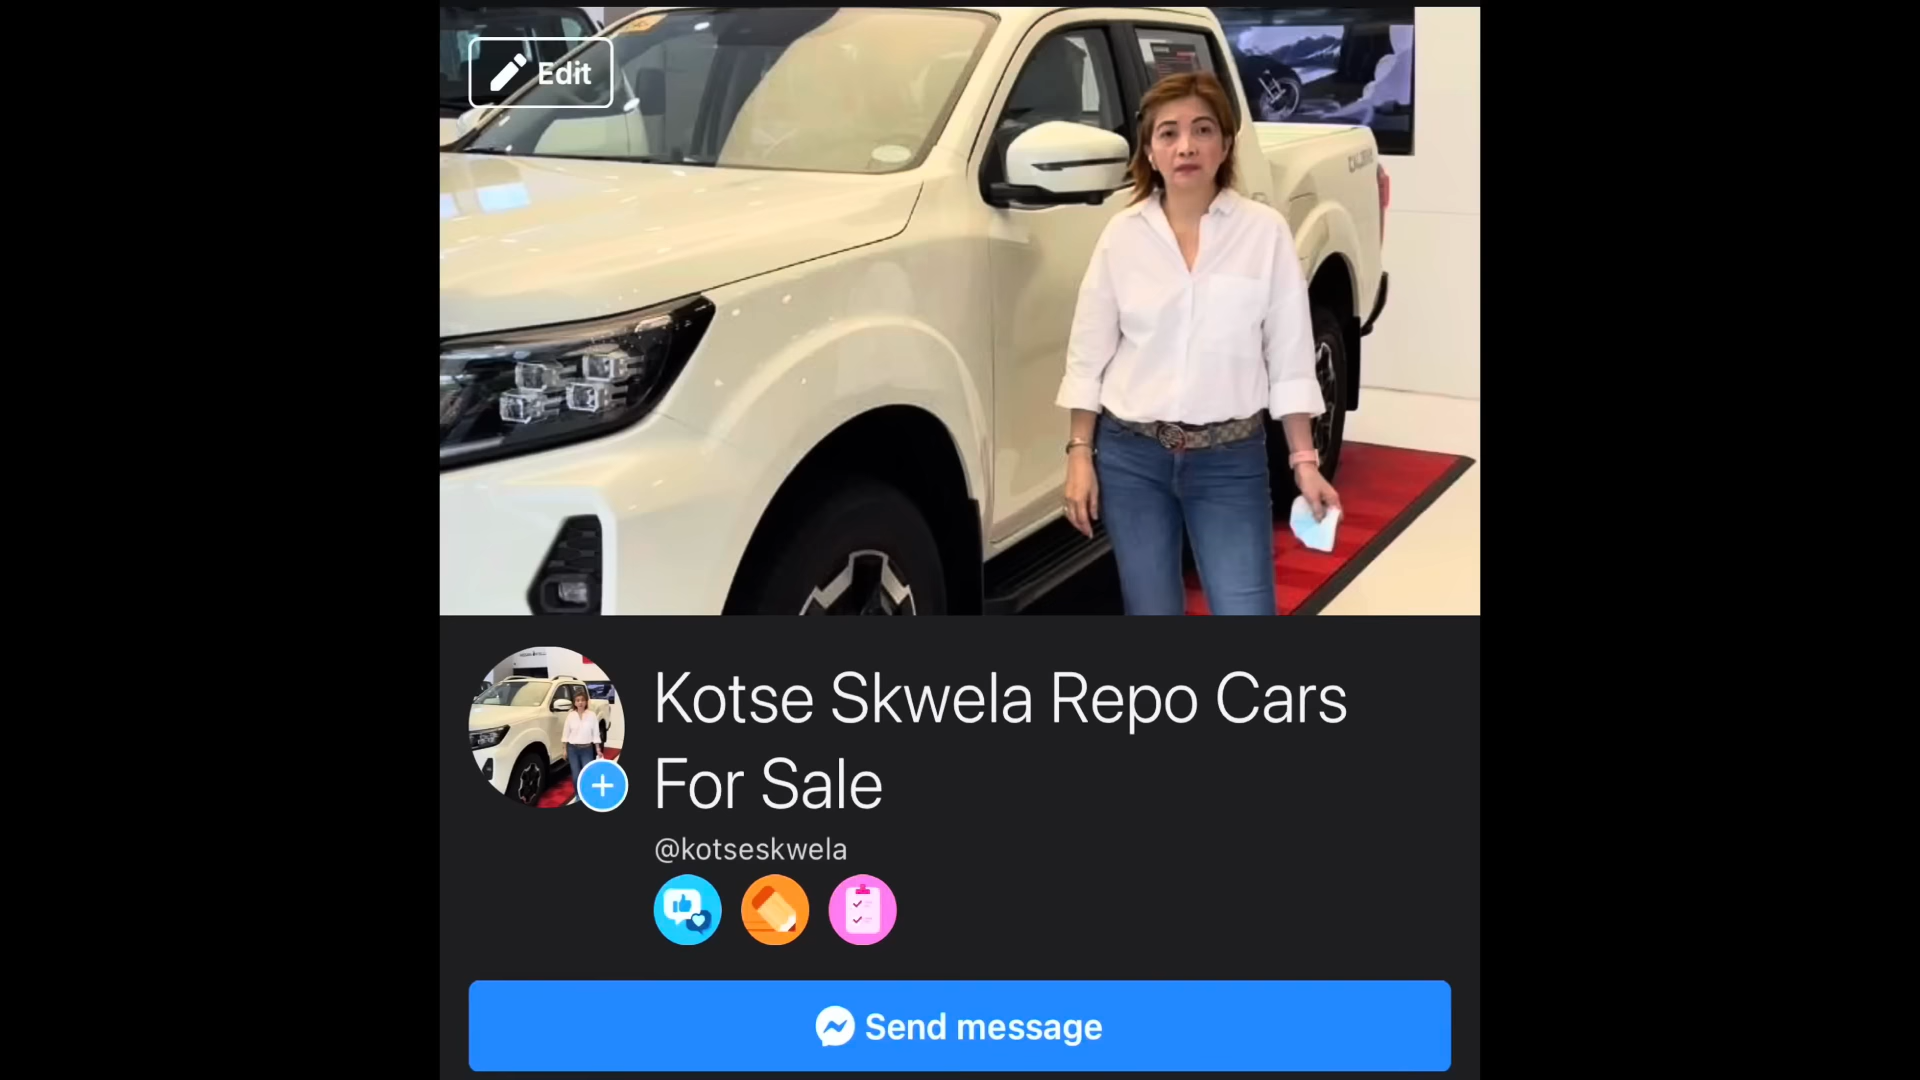 Edit
Kotse Skwela Repo Cars
For Sale
@kotseskwela
Send message